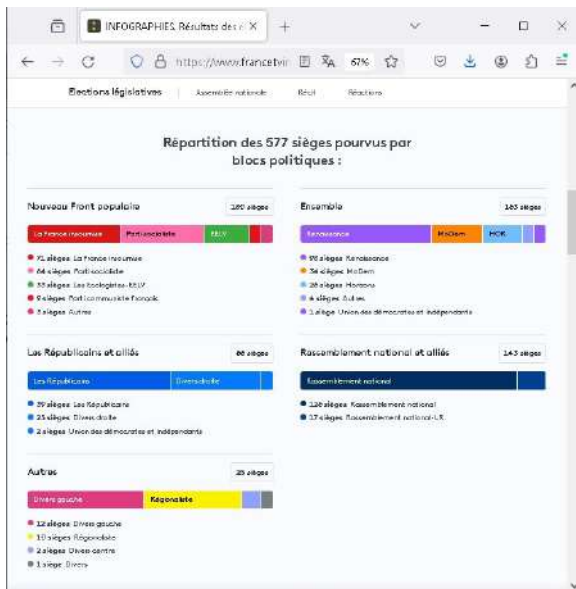 INFOGRAPHIES. Résultats des
https://www.francetvin
67%
Elections législatives
Assemblée nationale
Récit
Réactions
Répartition des 577 sièges pourvus par
blocs politiques :
Nouveau Front populaire
180 sièges
La France insoumise
Parti socialiste
EELV
71 sièges La France insoumise
64 sièges Parti socialiste
33 sièges Les Ecologistes-EELV
9 sièges Parti communiste français
3 sièges Autres
Ensemble
163 sièges
Renaissance
MoDem
HOR
98 sièges Renaissance
34 sièges MoDem
26 sièges Horizons
4 sièges Autres
1 siège Union des démocrates et indépendants
Les Républicains et alliés
66 sièges
Les Républicains
Divers droite
39 sièges Les Républicains
25 sièges Divers droite
2 sièges Union des démocrates et indépendants
Rassemblement national et alliés
143 sièges
Rassemblement national
126 sièges Rassemblement national
17 sièges Rassemblement national-LR
Autres
25 sièges
Divers gauche
Régionaliste
12 sièges Divers gauche
10 sièges Régionaliste
2 sièges Divers centre
1 siège Divers